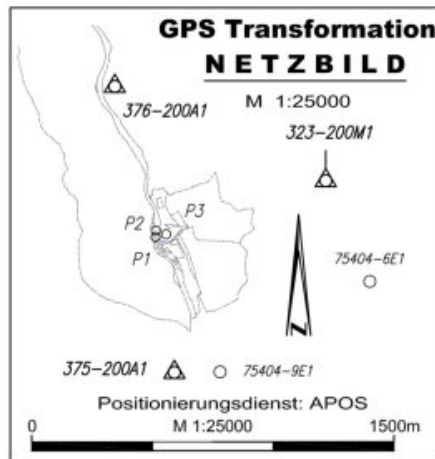 GPS Transformation
NETZBILD
M 1:25000
376-200A1
323-200M1
P2
P3
P1
75404-6E1
N
375-200A1
75404-9E1
Positionierungsdienst: APOS
0 M 1:25000 1500m